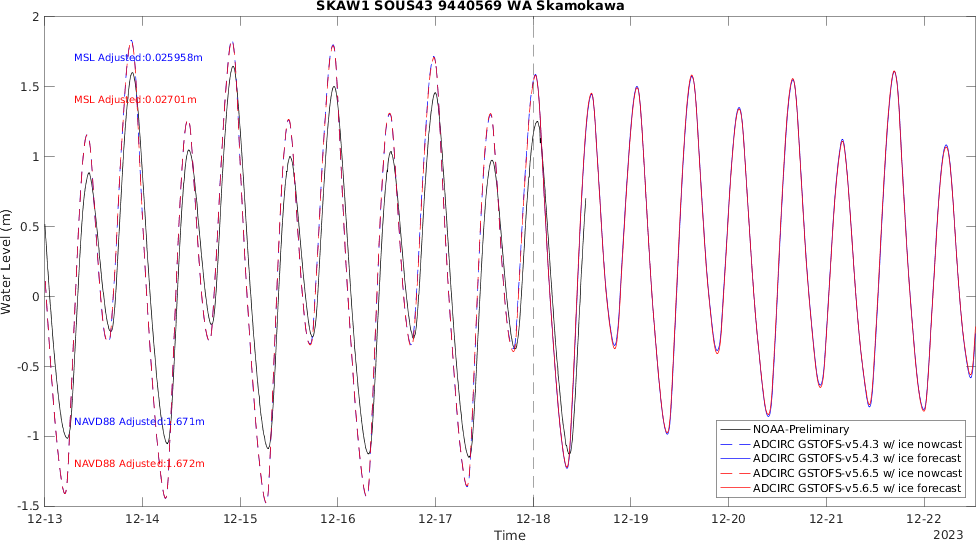 SKAW1 SOUS43 9440569 WA Skamokawa
2
1.5
1
0.5
0
-0.5
-1
-1.5
Water Level (m)
MSL Adjusted:0.025958m
MSL Adjusted:0.02701m
NAVD88 Adjusted:1.671m
NAVD88 Adjusted:1.672m
NOAA-Preliminary
ADCIRC GSTOFS-v5.4.3 w/ ice nowcast
ADCIRC GSTOFS-v5.4.3 w/ ice forecast
ADCIRC GSTOFS-v5.6.5 w/ ice nowcast
ADCIRC GSTOFS-v5.6.5 w/ ice forecast
12-13 12-14 12-15 12-16 12-17 12-18 12-19 12-20 12-21 12-22
Time
2023